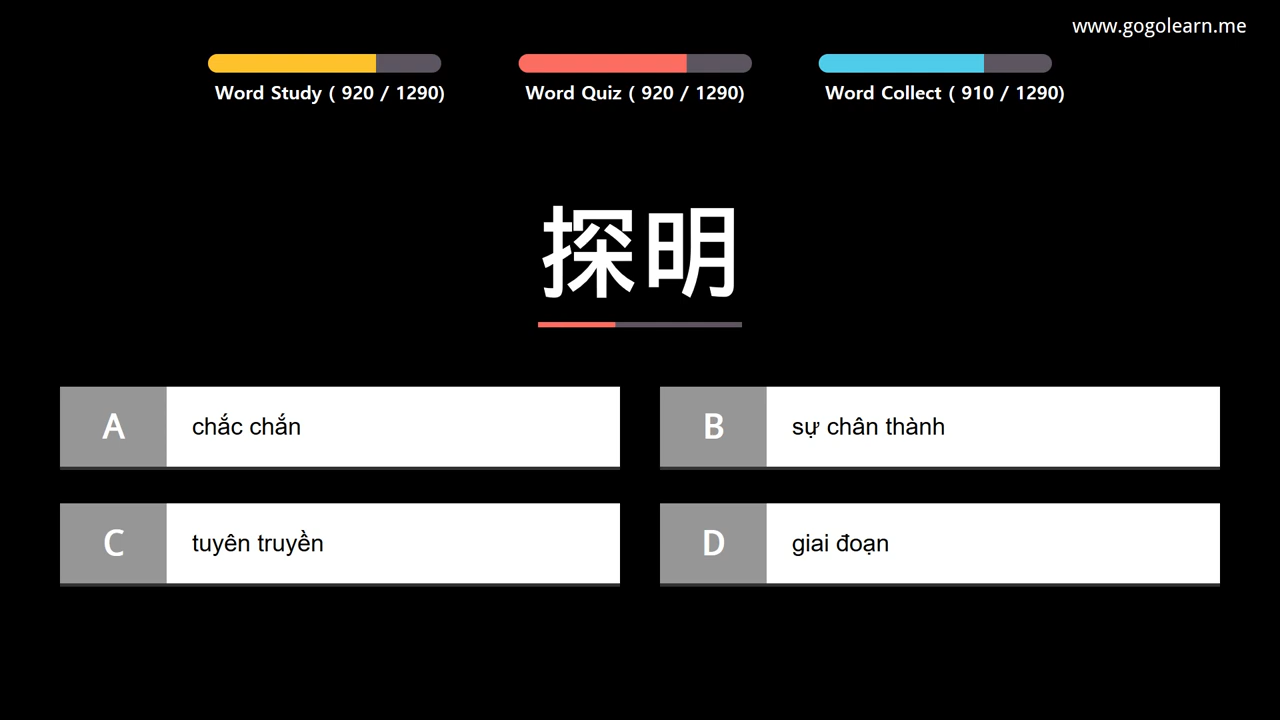 www.gogolearn.me
Word Study ( 920 / 1290)
Word Quiz ( 920 / 1290)
Word Collect ( 910 / 1290)
探明
A
chắc chắn
B
sự chân thành
C
tuyên truyền
D
giai đoạn